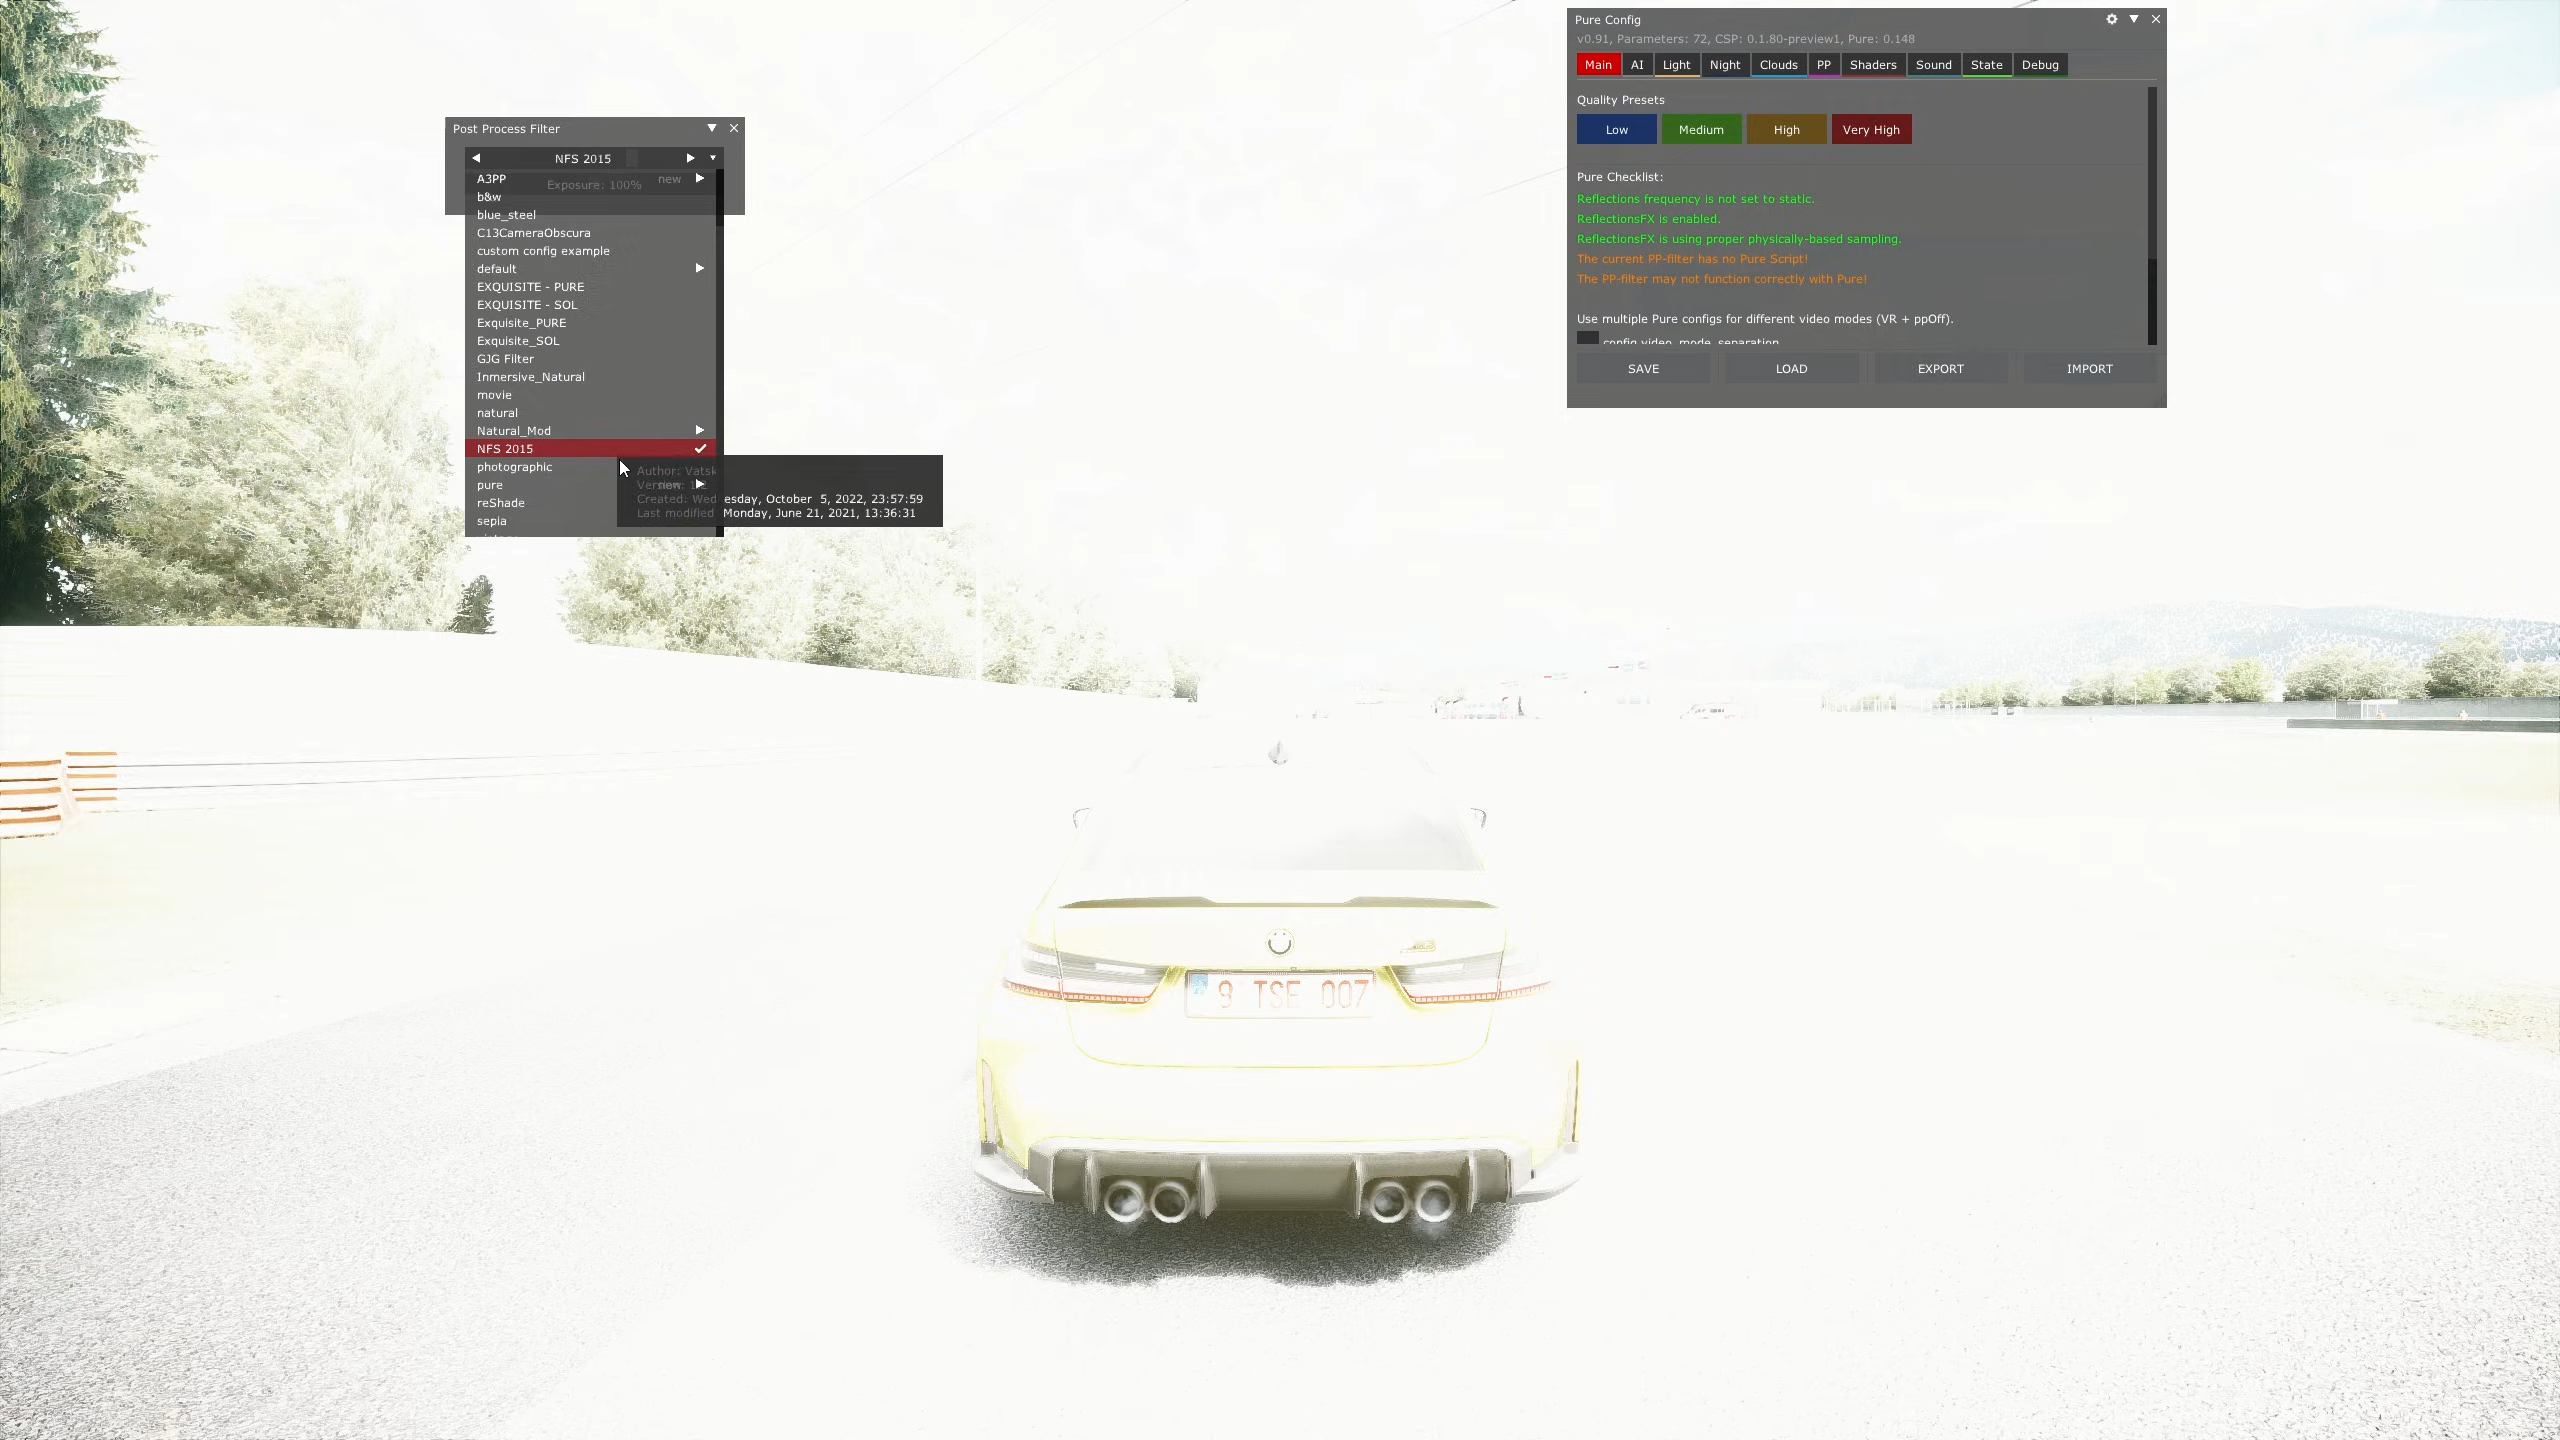 Post Process Filter
NFS 2015
A3PP
new
Exposure: 100%
b&w
blue_steel
C13CameraObscura
custom config example
default
EXQUISITE - PURE
EXQUISITE - SOL
Exquisite_PURE
Exquisite_SOL
GJG Filter
Inmersive_Natural
movie
natural
Natural_Mod
NFS 2015
photographic
pure
reShade
sepia
Author: Vatsk
new
Created: Wednesday, October 5, 2022, 23:57:59
Last modified: Monday, June 21, 2021, 13:36:31
Pure Config
v0.91, Parameters: 72, CSP: 0.1.80-preview1, Pure: 0.148
Main AI Light Night Clouds PP Shaders Sound State Debug
Quality Presets
Low Medium High Very High
Pure Checklist:
Reflections frequency is not set to static.
ReflectionsFX is enabled.
ReflectionsFX is using proper physically-based sampling.
The current PP-filter has no Pure Script!
The PP-filter may not function correctly with Pure!
Use multiple Pure configs for different video modes (VR + ppOff).
config video_mode_separation
SAVE LOAD EXPORT IMPORT
9 TSE 007